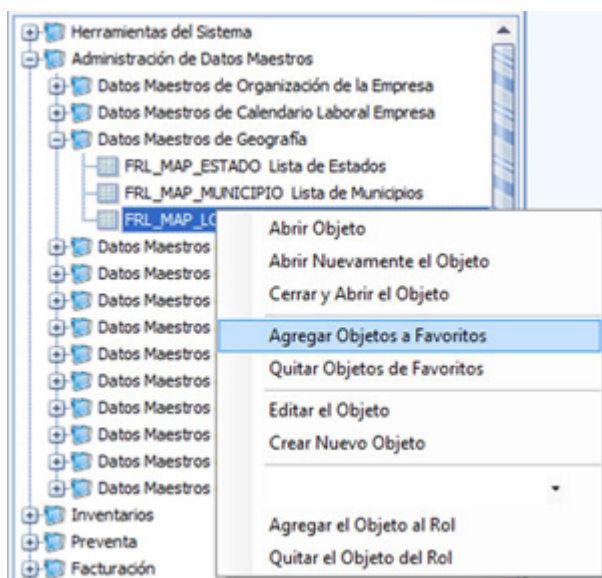 Herramientas del Sistema
Administración de Datos Maestros
Datos Maestros de Organización de la Empresa
Datos Maestros de Calendario Laboral Empresa
Datos Maestros de Geografía
FRL_MAP_ESTADO Lista de Estados
FRL_MAP_MUNICIPIO Lista de Municipios
FRL_MAP_LO
Datos Maestros
Datos Maestros
Datos Maestros
Datos Maestros
Datos Maestros
Datos Maestros
Datos Maestros
Datos Maestros
Datos Maestros
Datos Maestros
Inventarios
Preventa
Facturación
Abrir Objeto
Abrir Nuevamente el Objeto
Cerrar y Abrir el Objeto
Agregar Objetos a Favoritos
Quitar Objetos de Favoritos
Editar el Objeto
Crear Nuevo Objeto
Agregar el Objeto al Rol
Quitar el Objeto del Rol